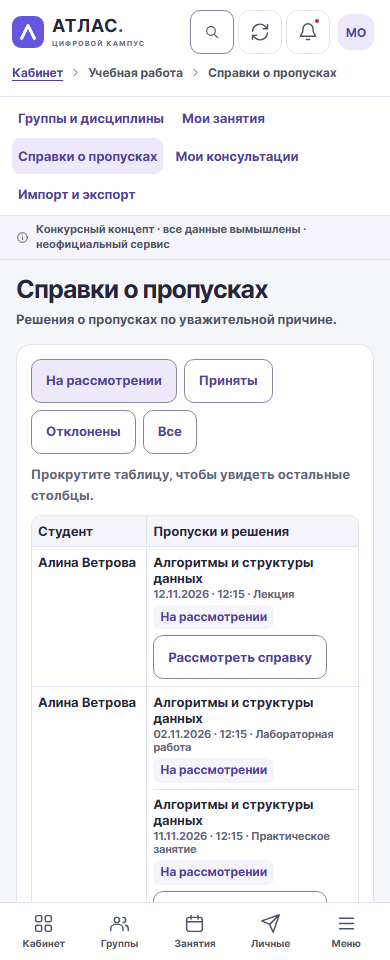 АТЛАС.
ЦИФРОВОЙ КАМПУС
МО
Кабинет
Учебная работа
Справки о пропусках
Группы и дисциплины
Мои занятия
Справки о пропусках
Мои консультации
Импорт и экспорт
Конкурсный концепт · все данные вымышлены ·
неофициальный сервис
Справки о пропусках
Решения о пропусках по уважительной причине.
На рассмотрении
Приняты
Отклонены
Все
Прокрутите таблицу, чтобы увидеть остальные
столбцы.
Студент
Пропуски и решения
Алина Ветрова
Алгоритмы и структуры
данных
12.11.2026 · 12:15 · Лекция
На рассмотрении
Рассмотреть справку
Алина Ветрова
Алгоритмы и структуры
данных
02.11.2026 · 12:15 · Лабораторная
работа
На рассмотрении
Алгоритмы и структуры
данных
11.11.2026 · 12:15 · Практическое
занятие
На рассмотрении
Кабинет
Группы
Занятия
Личные
Меню